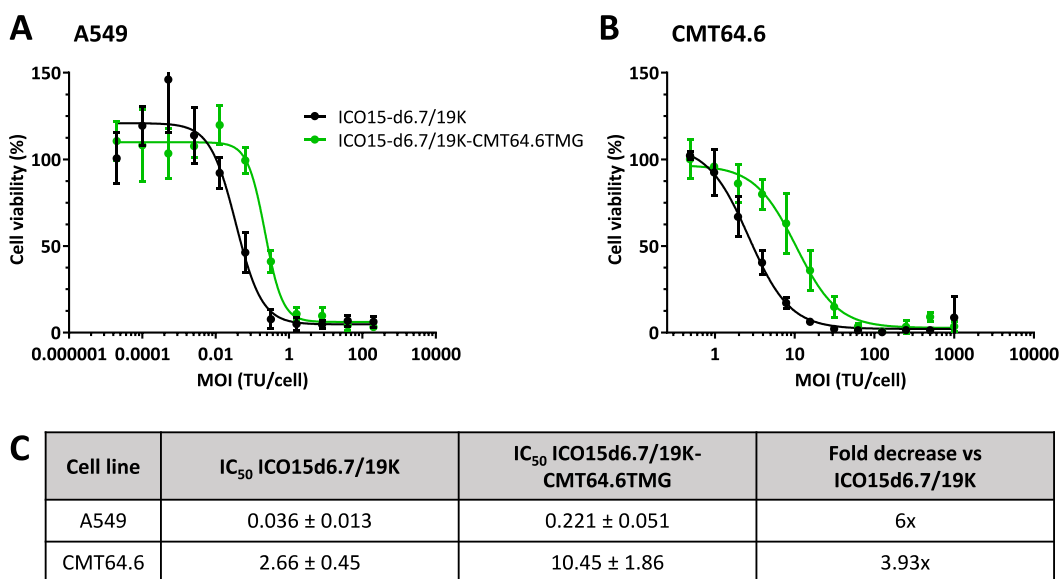 A A549
150
100
50
0
Cell viability (%)
0.000001 0.0001 0.01 1 100 10000
MOI (TU/cell)
ICO15-d6.7/19K
ICO15-d6.7/19K-CMT64.6TMG
B CMT64.6
150
100
50
0
Cell viability (%)
1 10 100 1000 10000
MOI (TU/cell)
C
Cell line IC50 ICO15d6.7/19K IC50 ICO15d6.7/19K- Fold decrease vs
CMT64.6TMG ICO15d6.7/19K
A549 0.036 ± 0.013 0.221 ± 0.051 6x
CMT64.6 2.66 ± 0.45 10.45 ± 1.86 3.93x